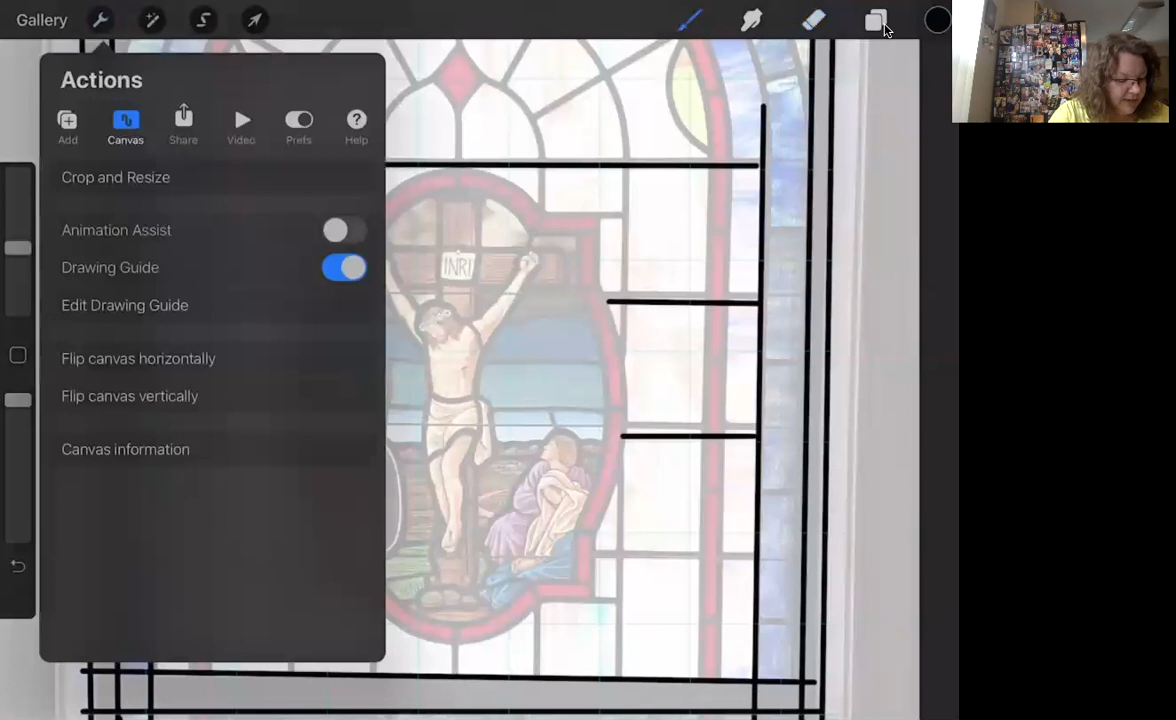 Gallery
Actions
Add
Canvas
Share
Video
Prefs
Help
Crop and Resize
Animation Assist
Drawing Guide
Edit Drawing Guide
Flip canvas horizontally
Flip canvas vertically
Canvas information
INRI